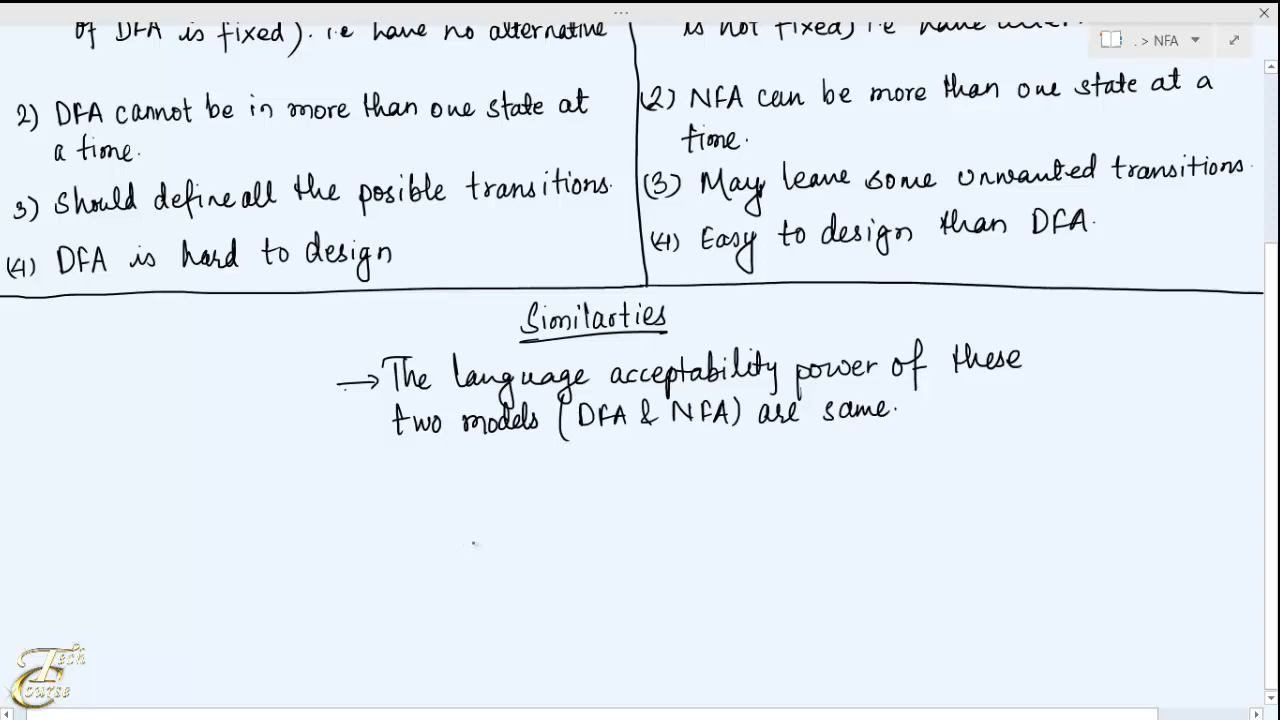 of DFA is fixed). i.e have no alternative
2) DFA cannot be in more than one state at
a time.
3) Should define all the posible transitions.
(4) DFA is hard to design
is not fixed) i.e have
(2) NFA can be more than one state at a
time.
(3) May leave some unwanted transitions.
(4) Easy to design than DFA.
. > NFA
Similarties
→ The language acceptability power of these
two models (DFA & NFA) are same.
Tech
Course